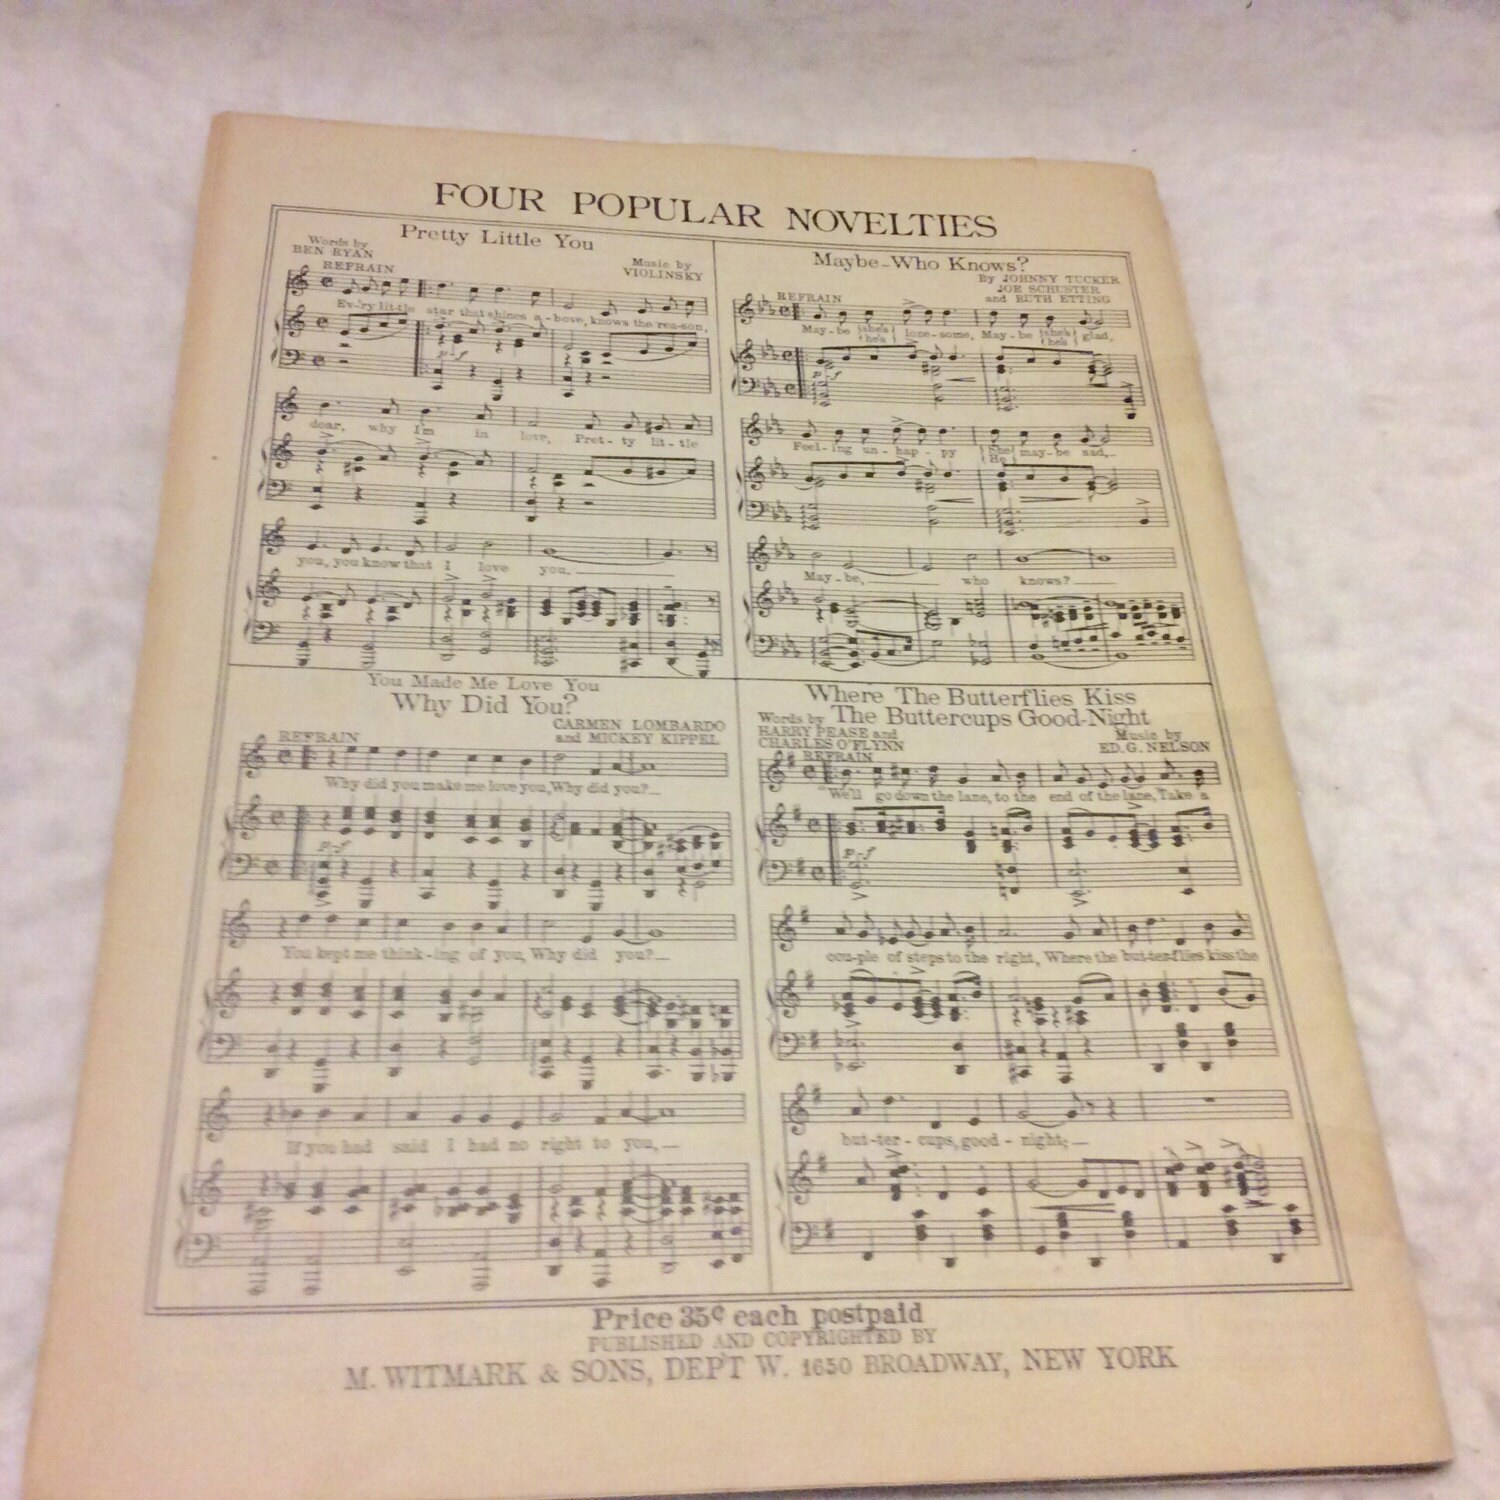 FOUR POPULAR NOVELTIES
Pretty Little You
Words by
BEN RYAN
Music by
VIOLINSKY
REFRAIN
Ev-'ry lit-tle star that shines a-bove, knows the rea-son,
p-f
dear, why I'm in love, Pret-ty lit-tle
you, you know that I love you.
Maybe-Who Knows?
By JOHNNY TUCKER
JOE SCHUSTER
and RUTH ETTING
REFRAIN
May-be {she's lone-some, May-be {she's} glad,
{he's {he's}
p-f
Feel-ing un-hap-py {She} may-be sad,
{He}
May-be, who knows?
You Made Me Love You
Why Did You?
CARMEN LOMBARDO
and MICKEY KIPPEL
REFRAIN
Why did you make me love you, Why did you?
p-f
You kept me think-ing of you, Why did you?
If you had said I had no right to you,
Where The Butterflies Kiss
The Buttercups Good-Night
Words by
HARRY PEASE and
CHARLES O'FLYNN
Music by
ED. G. NELSON
REFRAIN
"We'll go down the lane, to the end of the lane, Take a
p-f
cou-ple of steps to the right, Where the but-ter-flies kiss the
but-ter-cups, good-night;
Price 35¢ each postpaid
PUBLISHED AND COPYRIGHTED BY
M. WITMARK & SONS, DEPT W. 1650 BROADWAY, NEW YORK